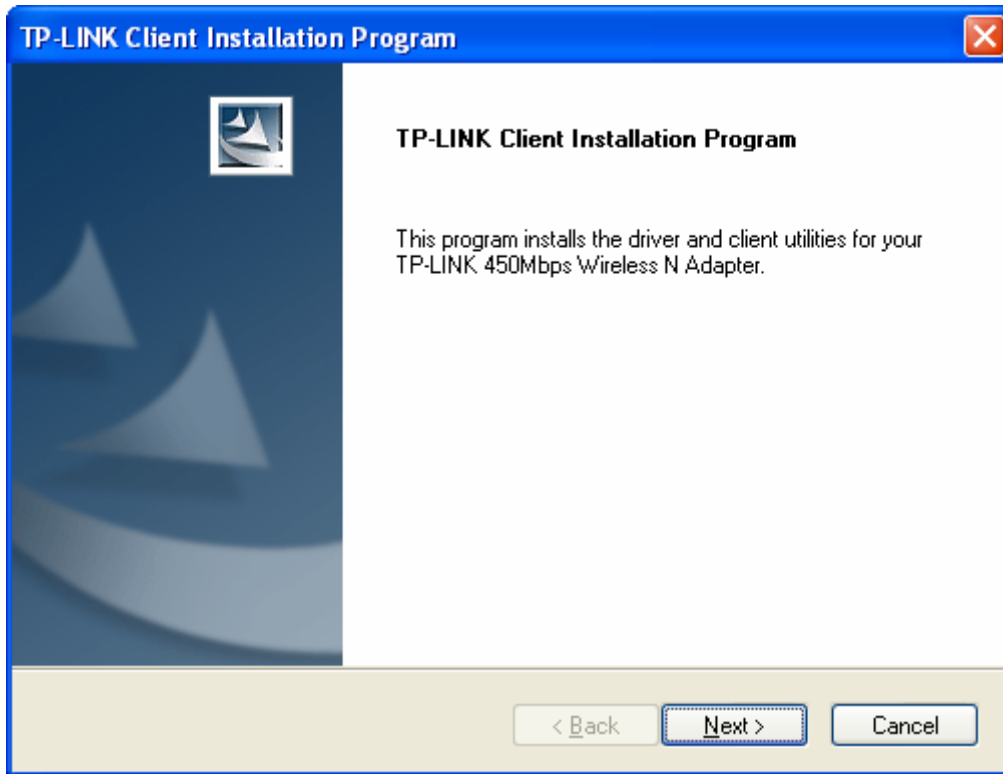 TP-LINK Client Installation Program
TP-LINK Client Installation Program
This program installs the driver and client utilities for your
TP-LINK 450Mbps Wireless N Adapter.
< Back Next > Cancel